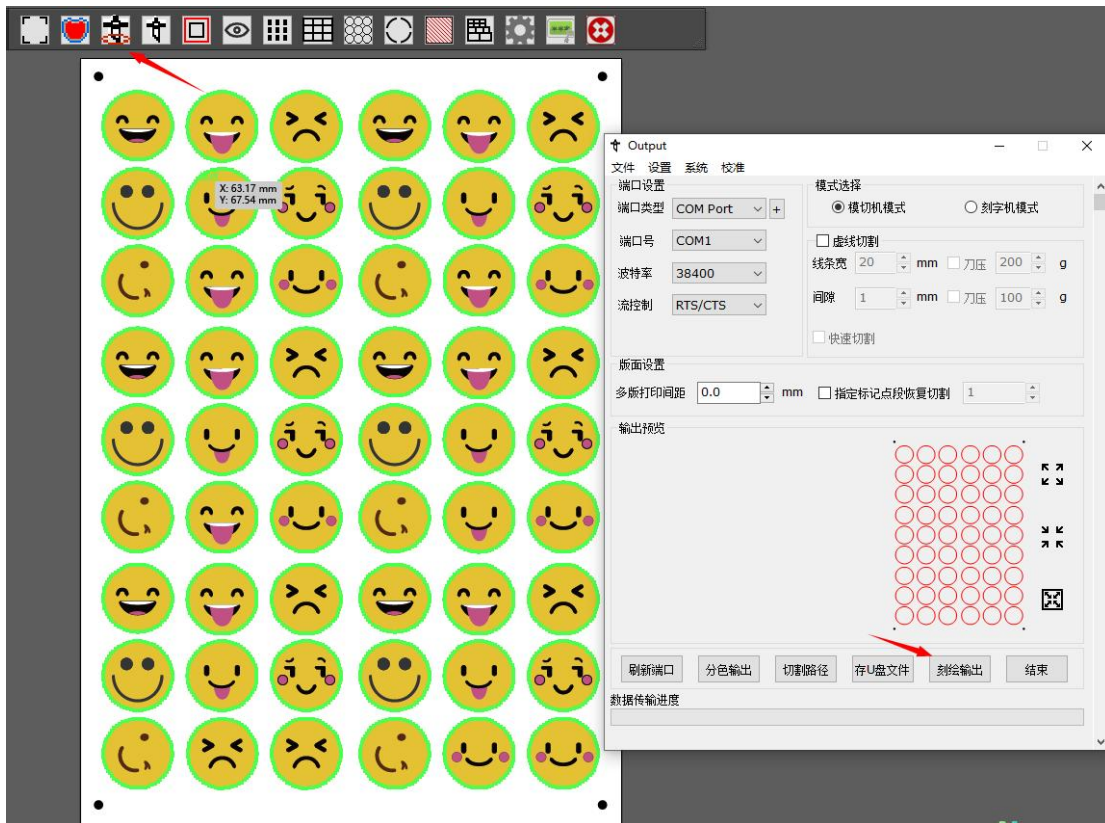 X: 63.17 mm
Y: 67.54 mm
Output
文件 设置 系统 校准
端口设置
端口类型 COM Port +
端口号 COM1
波特率 38400
流控制 RTS/CTS
模式选择
模切机模式 刻字机模式
虚线切割
线条宽 20 mm 刀压 200 g
间隙 1 mm 刀压 100 g
快速切割
版面设置
多版打印间距 0.0 mm 指定标记点段恢复切割 1
输出预览
刷新端口 分色输出 切割路径 存U盘文件 刻绘输出 结束
数据传输进度